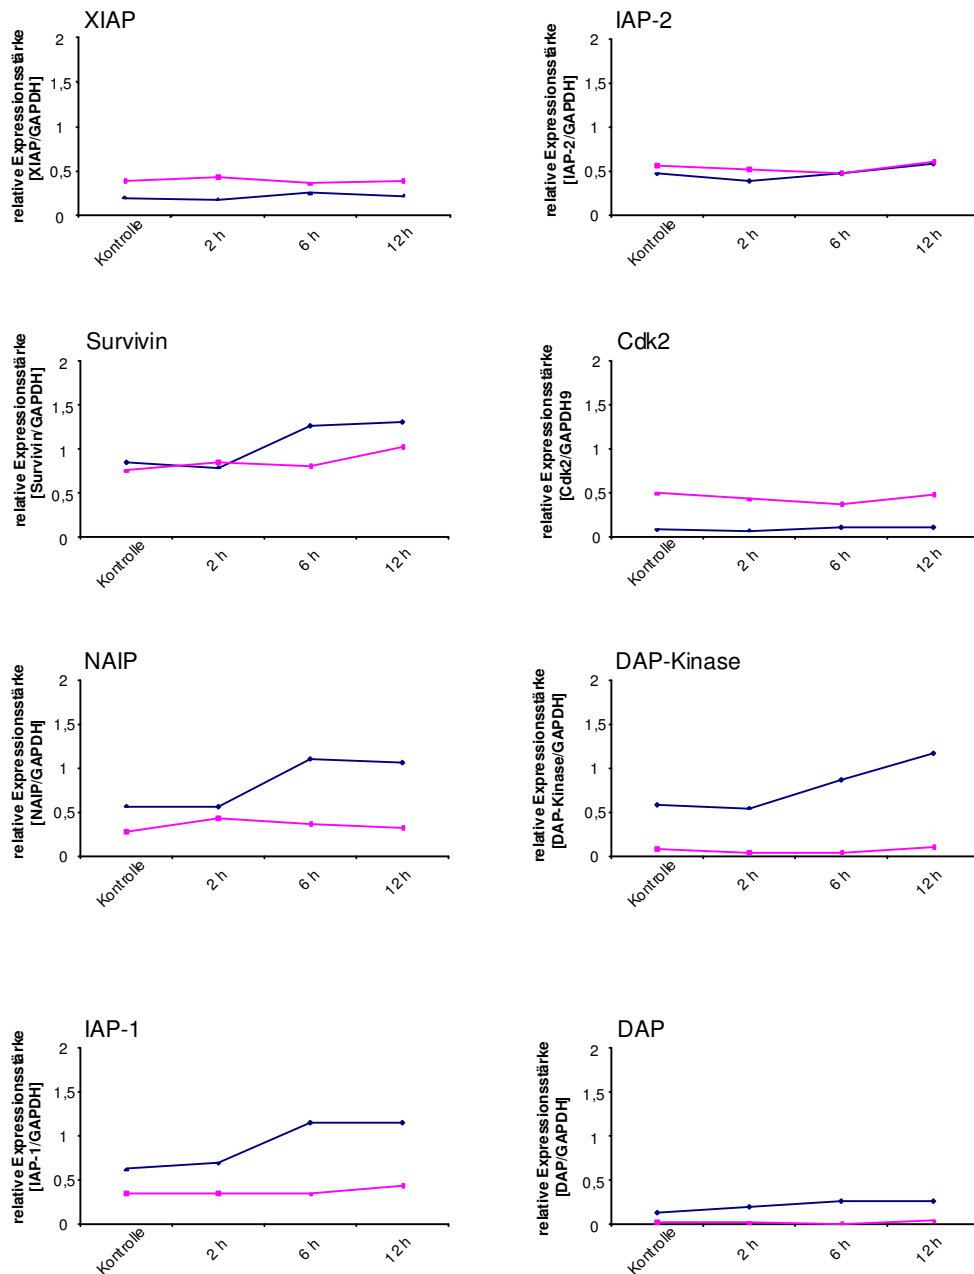 XIAP
relative Expressionsstärke
[XIAP/GAPDH]
2
1,5
1
0,5
0
Kontrolle
2 h
6 h
12 h
IAP-2
relative Expressionsstärke
[IAP-2/GAPDH]
2
1,5
1
0,5
0
Kontrolle
2 h
6 h
12 h
Survivin
relative Expressionsstärke
[Survivin/GAPDH]
2
1,5
1
0,5
0
Kontrolle
2 h
6 h
12 h
Cdk2
relative Expressionsstärke
[Cdk2/GAPDH9
2
1,5
1
0,5
0
Kontrolle
2 h
6 h
12 h
NAIP
relative Expressionsstärke
[NAIP/GAPDH]
2
1,5
1
0,5
0
Kontrolle
2 h
6 h
12 h
DAP-Kinase
relative Expressionsstärke
[DAP-Kinase/GAPDH]
2
1,5
1
0,5
0
Kontrolle
2 h
6 h
12 h
IAP-1
relative Expressionsstärke
[IAP-1/GAPDH]
2
1,5
1
0,5
0
Kontrolle
2 h
6 h
12 h
DAP
relative Expressionsstärke
[DAP/GAPDH]
2
1,5
1
0,5
0
Kontrolle
2 h
6 h
12 h